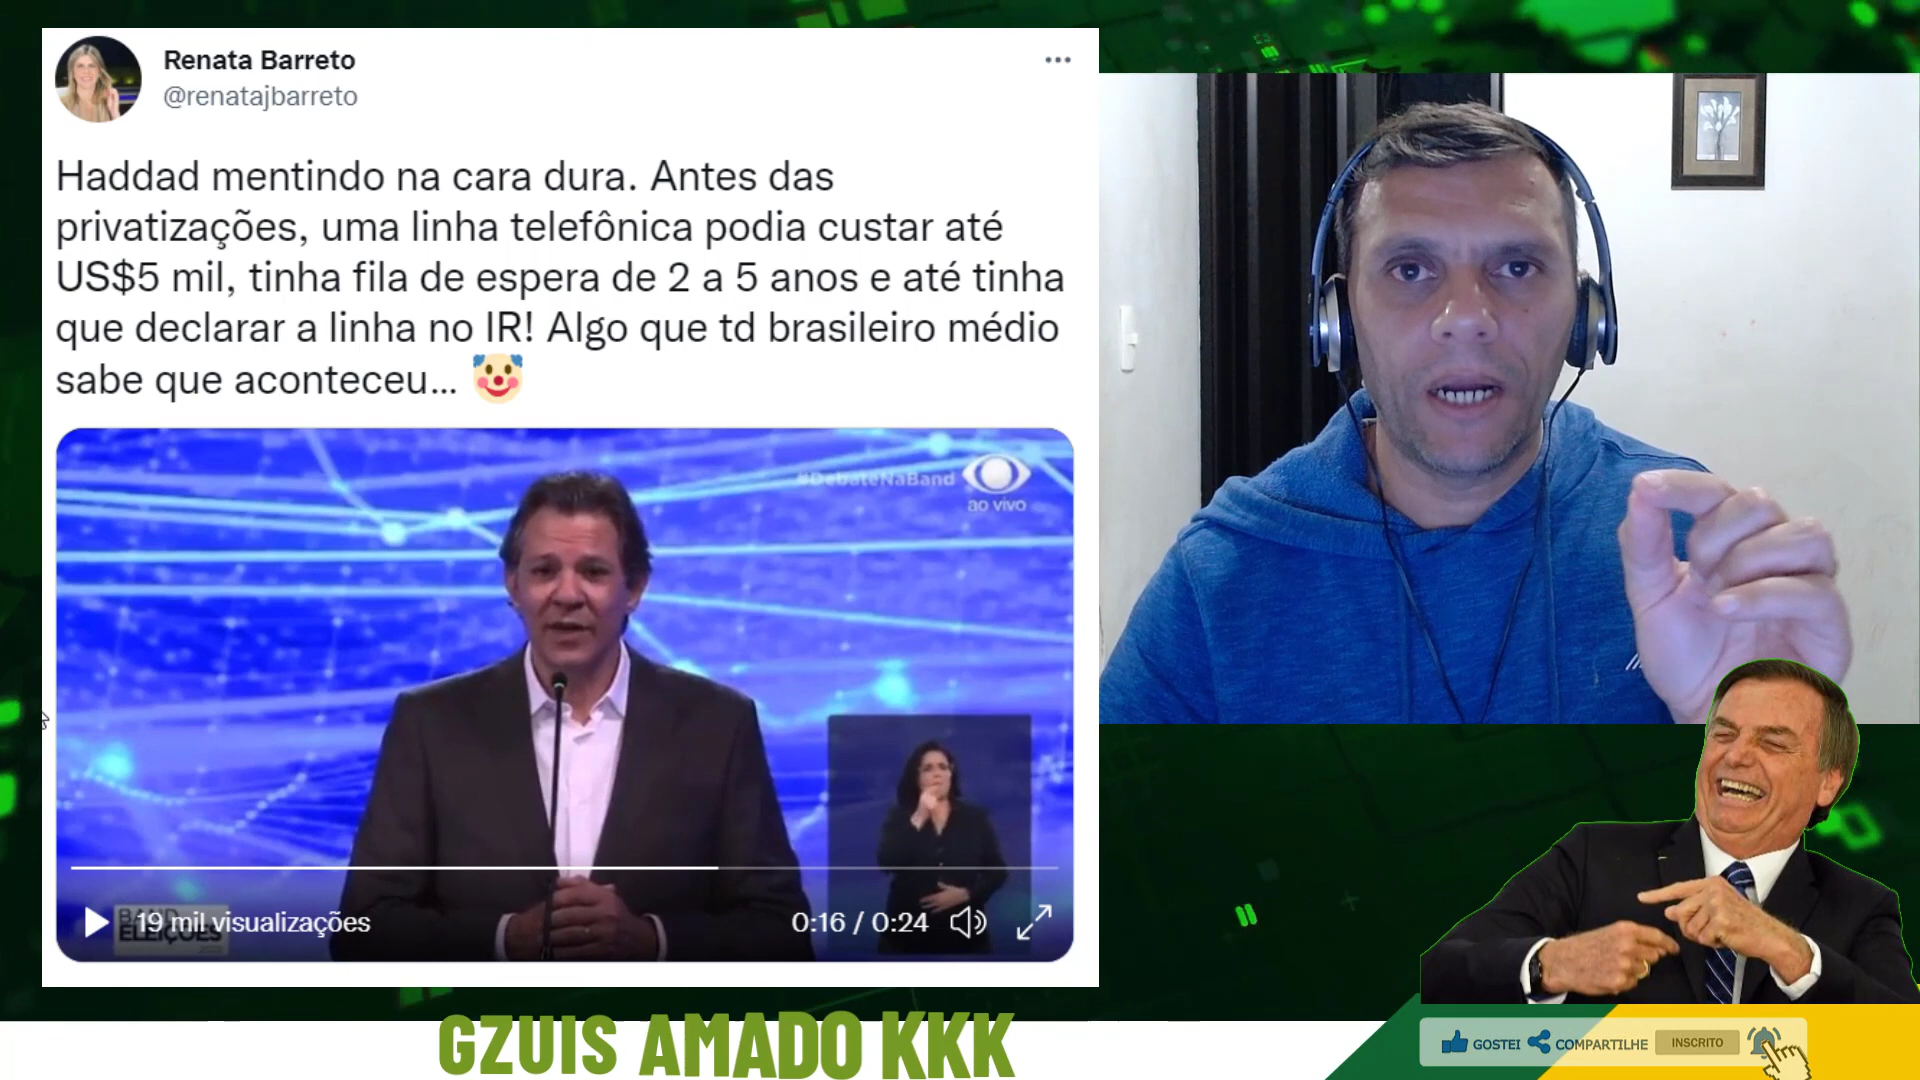 Renata Barreto
@renatajbarreto
Haddad mentindo na cara dura. Antes das
privatizações, uma linha telefônica podia custar até
US$5 mil, tinha fila de espera de 2 a 5 anos e até tinha
que declarar a linha no IR! Algo que td brasileiro médio
sabe que aconteceu...
#DebateNaBand
ao vivo
BAND
ELEIÇÕES
19 mil visualizações
0:16 / 0:24
GZUIS AMADO KKK
GOSTEI COMPARTILHE INSCRITO